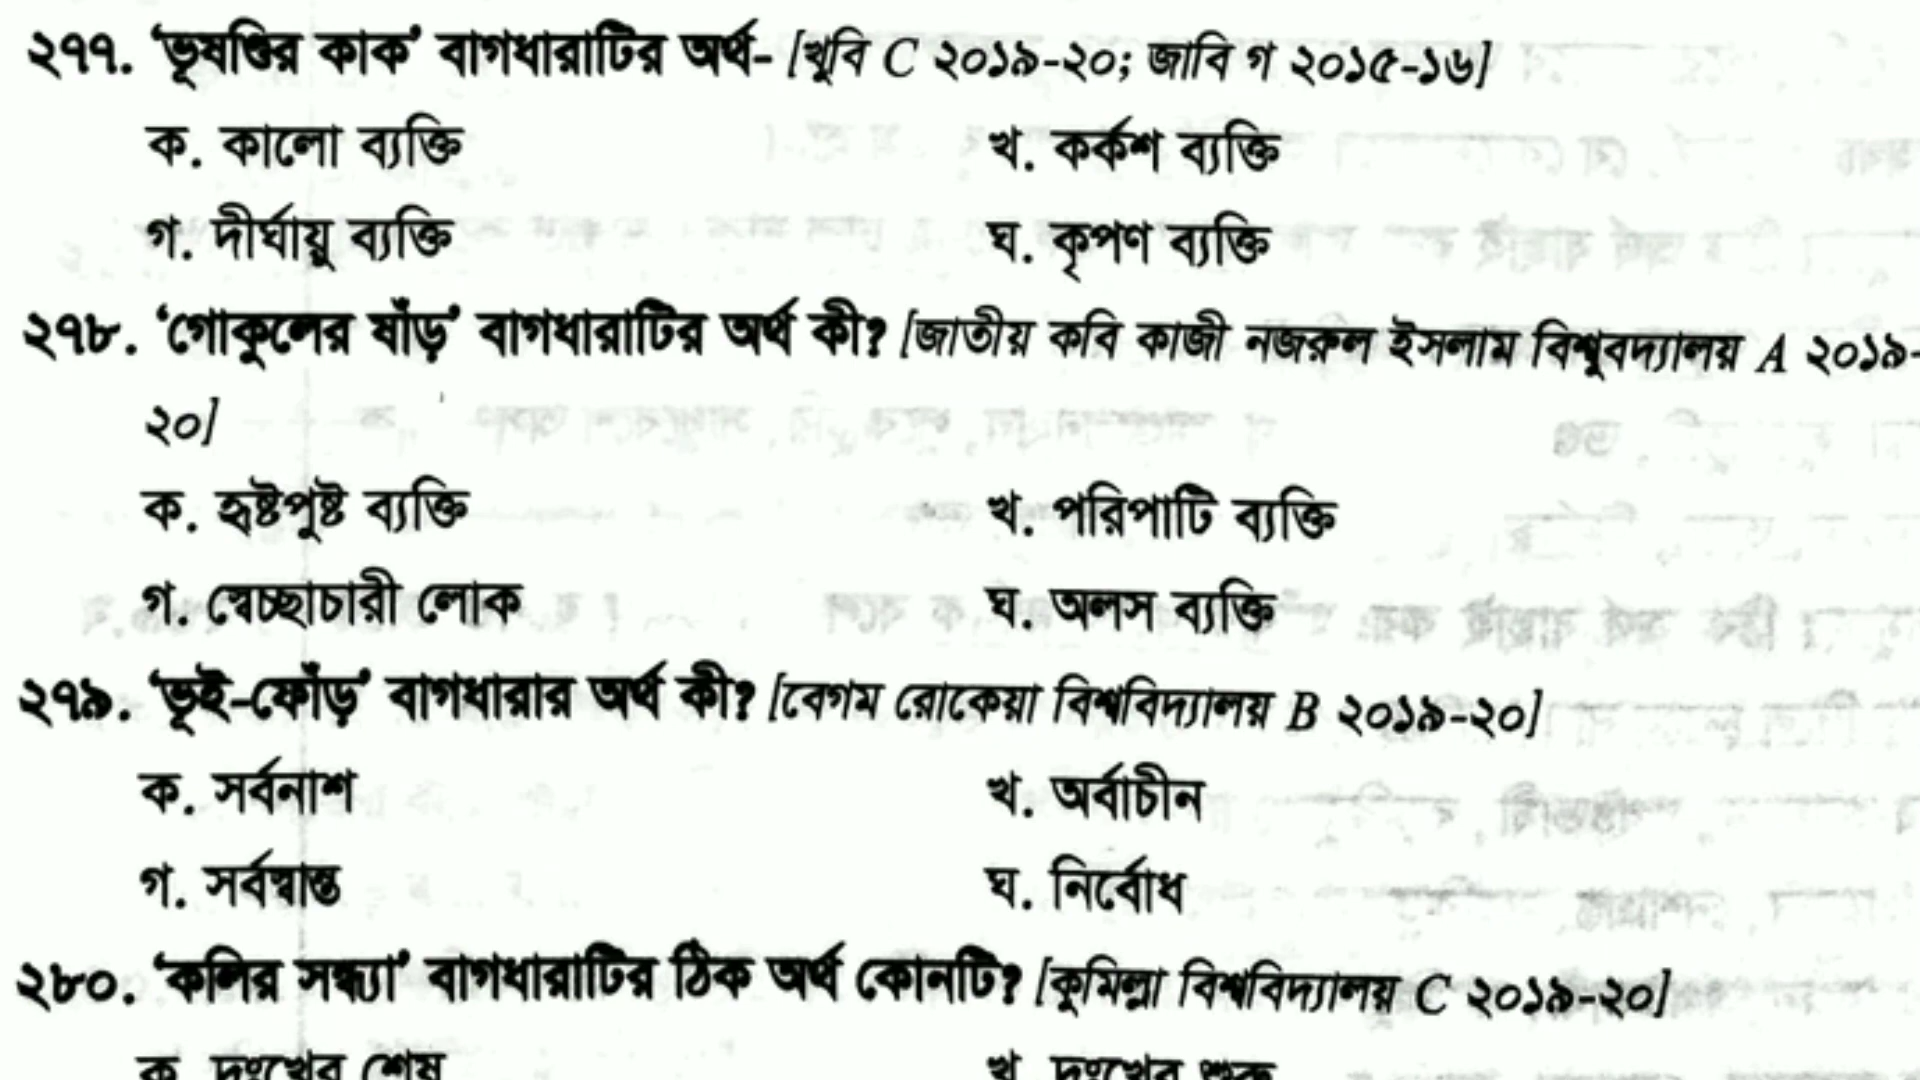 ২৭৭. ‘ভূষণ্ডির কাক’ বাগধারাটির অর্থ- [খুবি C ২০১৯-২০; জাবি গ ২০১৫-১৬]
ক. কালো ব্যক্তি খ. কর্কশ ব্যক্তি
গ. দীর্ঘায়ু ব্যক্তি ঘ. কৃপণ ব্যক্তি
২৭৮. ‘গোকুলের ষাঁড়’ বাগধারাটির অর্থ কী? [জাতীয় কবি কাজী নজরুল ইসলাম বিশ্বুবদ্যালয় A ২০১৯-
২০]
ক. হৃষ্টপুষ্ট ব্যক্তি খ. পরিপাটি ব্যক্তি
গ. স্বেচ্ছাচারী লোক ঘ. অলস ব্যক্তি
২৭৯. ‘ভূই-ফোঁড়’ বাগধারার অর্থ কী? [বেগম রোকেয়া বিশ্ববিদ্যালয় B ২০১৯-২০]
ক. সর্বনাশ খ. অর্বাচীন
গ. সর্বস্বান্ত ঘ. নির্বোধ
২৮০. ‘কলির সন্ধ্যা’ বাগধারাটির ঠিক অর্থ কোনটি? [কুমিল্লা বিশ্ববিদ্যালয় C ২০১৯-২০]
ক. দুঃখের শেষ খ. দুঃখের শুরু